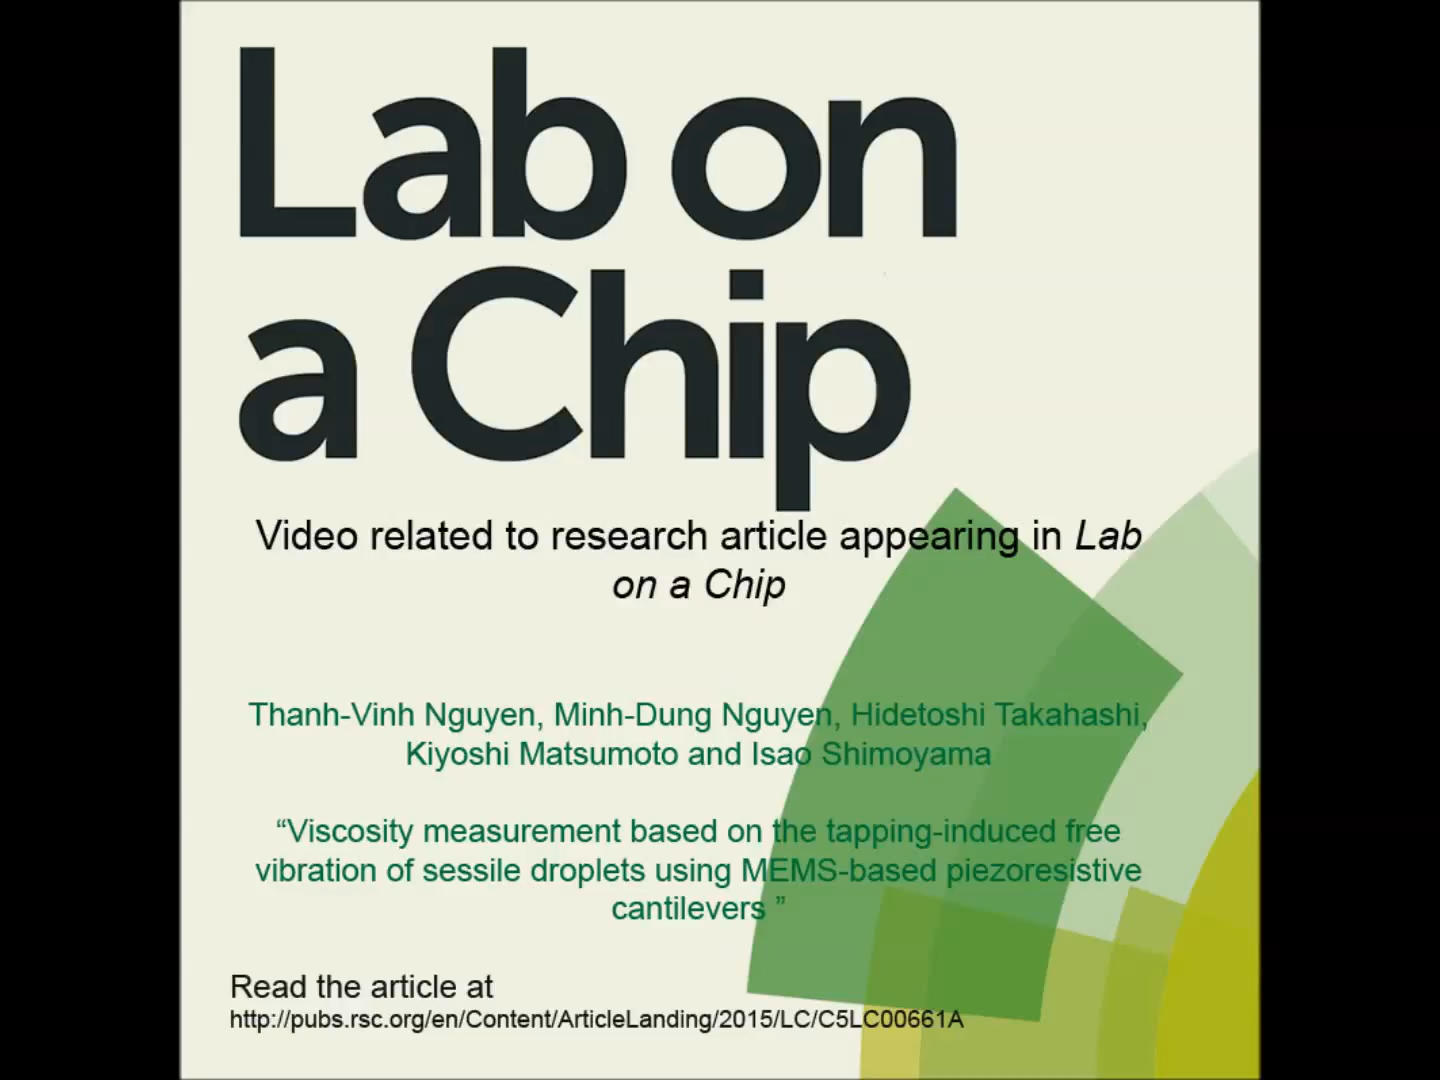 Lab on
a Chip
Video related to research article appearing in Lab
on a Chip
Thanh-Vinh Nguyen, Minh-Dung Nguyen, Hidetoshi Takahashi,
Kiyoshi Matsumoto and Isao Shimoyama
“Viscosity measurement based on the tapping-induced free
vibration of sessile droplets using MEMS-based piezoresistive
cantilevers ”
Read the article at
http://pubs.rsc.org/en/Content/ArticleLanding/2015/LC/C5LC00661A